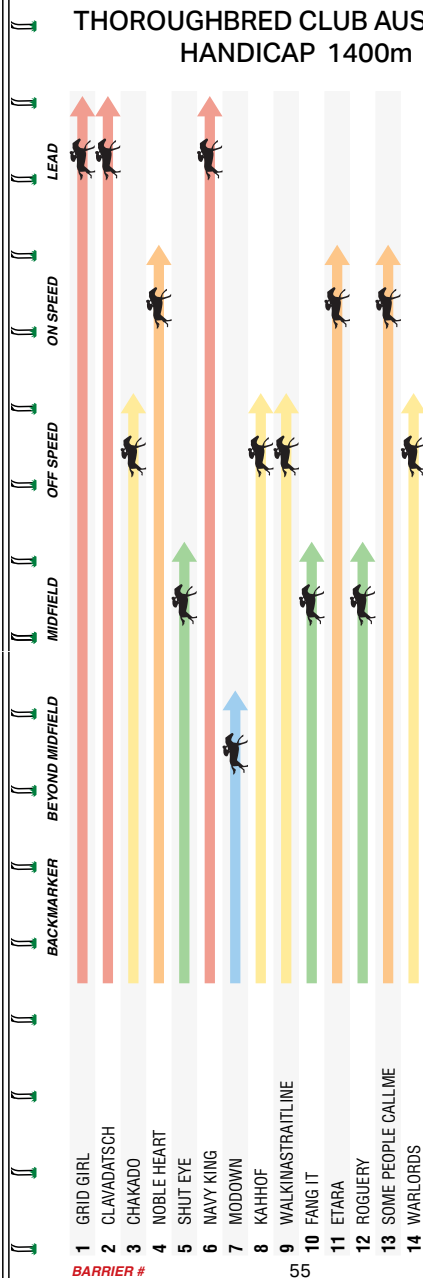 THOROUGHBRED CLUB AUS
HANDICAP 1400m
LEAD
ON SPEED
OFF SPEED
MIDFIELD
BEYOND MIDFIELD
BACKMARKER
1 GRID GIRL
2 CLAVADATSCH
3 CHAKADO
4 NOBLE HEART
5 SHUT EYE
6 NAVY KING
7 MODOWN
8 KAHHOF
9 WALKINASTRAITLINE
10 FANG IT
11 ETARA
12 ROGUERY
13 SOME PEOPLE CALLME
14 WARLORDS
BARRIER #
55